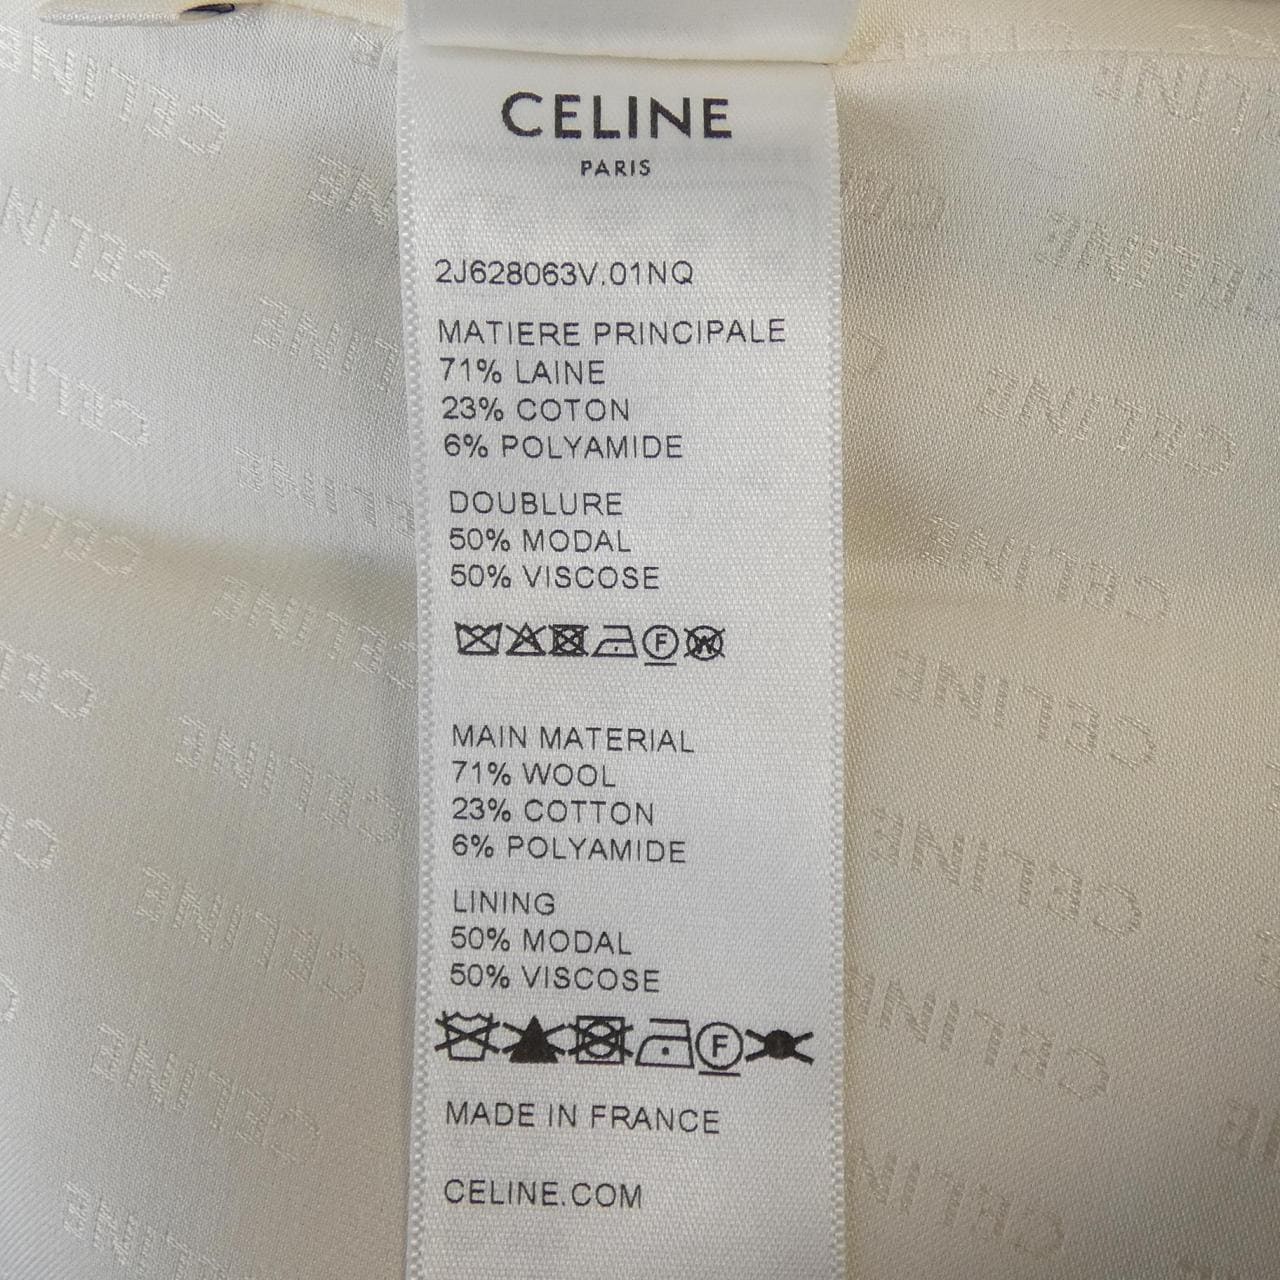 CELINE
PARIS
2J628063V.01NQ
MATIERE PRINCIPALE
71% LAINE
23% COTON
6% POLYAMIDE
DOUBLURE
50% MODAL
50% VISCOSE
F W
MAIN MATERIAL
71% WOOL
23% COTTON
6% POLYAMIDE
LINING
50% MODAL
50% VISCOSE
F
MADE IN FRANCE
CELINE.COM